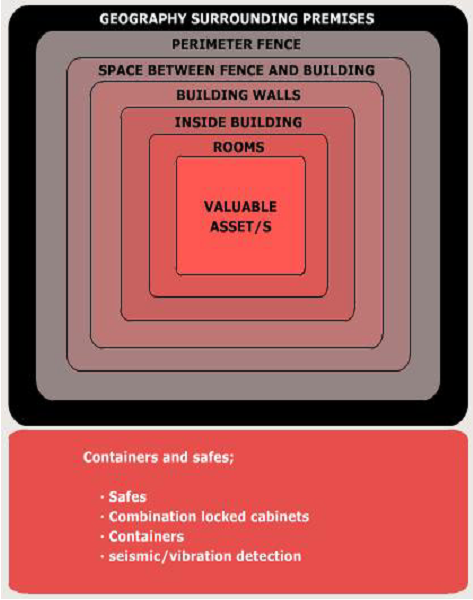 GEOGRAPHY SURROUNDING PREMISES
PERIMETER FENCE
SPACE BETWEEN FENCE AND BUILDING
BUILDING WALLS
INSIDE BUILDING
ROOMS
VALUABLE
ASSET/S
Containers and safes;
· Safes
· Combination locked cabinets
· Containers
· seismic/vibration detection